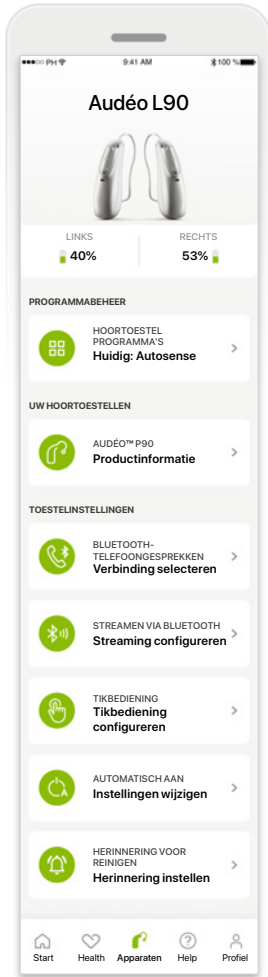 PH 9:41 AM 100 %
Audéo L90
LINKS RECHTS
40% 53%
PROGRAMMABEHEER
HOORTOESTEL
PROGRAMMA'S
Huidig: Autosense
UW HOORTOESTELLEN
AUDÉO™ P90
Productinformatie
TOESTELINSTELLINGEN
BLUETOOTH-
TELEFOONGESPREKKEN
Verbinding selecteren
STREAMEN VIA BLUETOOTH
Streaming configureren
TIKBEDIENING
Tikbediening
configureren
AUTOMATISCH AAN
Instellingen wijzigen
HERINNERING VOOR
REINIGEN
Herinnering instellen
Start Health Apparaten Help Profiel